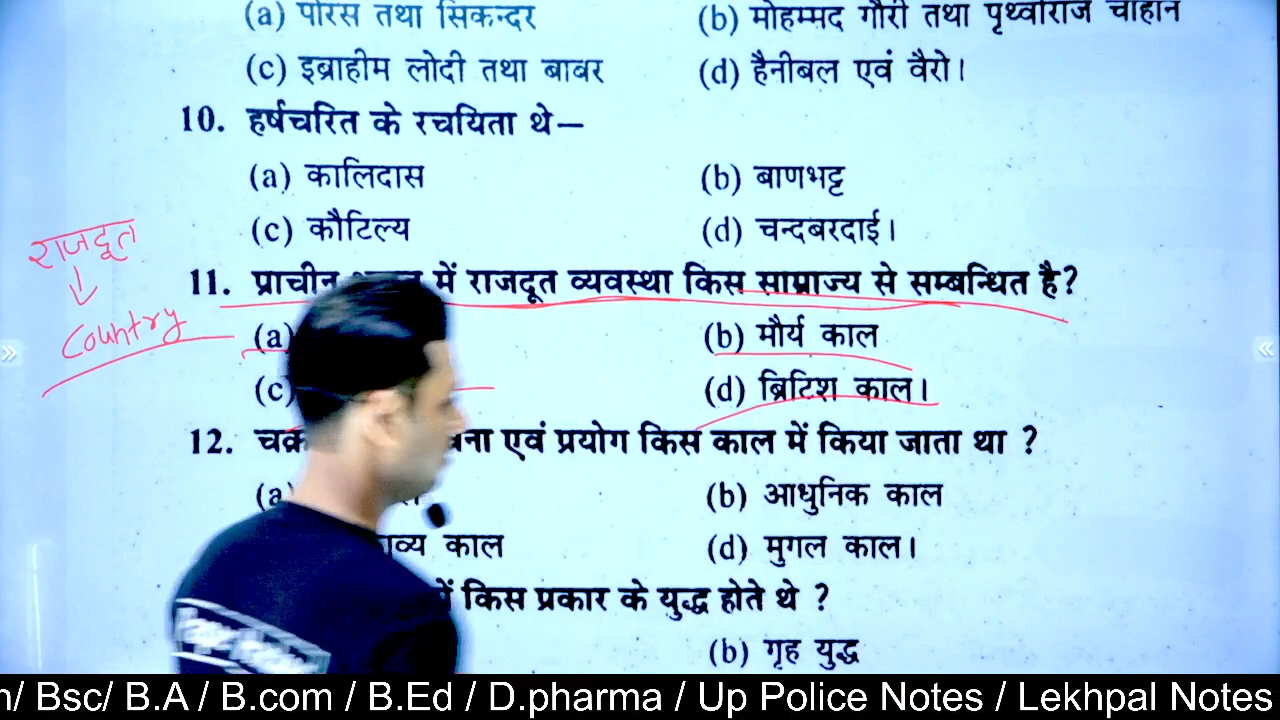 (a) पोरस तथा सिकन्दर (b) मोहम्मद गौरी तथा पृथ्वीराज चौहान
(c) इब्राहीम लोदी तथा बाबर (d) हैनीबल एवं वैरो।
10. हर्षचरित के रचयिता थे—
(a) कालिदास (b) बाणभट्ट
(c) कौटिल्य (d) चन्दबरदाई।
राजदूत
11. प्राचीन में राजदूत व्यवस्था किस साम्राज्य से सम्बन्धित है?
Country
(a) (b) मौर्य काल
(c) (d) ब्रिटिश काल।
12. एवं प्रयोग किस काल में किया जाता था ?
(a) (b) आधुनिक काल
काल (d) मुगल काल।
किस प्रकार के युद्ध होते थे ?
(b) गृह युद्ध
/ Bsc/ B.A / B.com / B.Ed / D.pharma / Up Police Notes / Lekhpal Notes